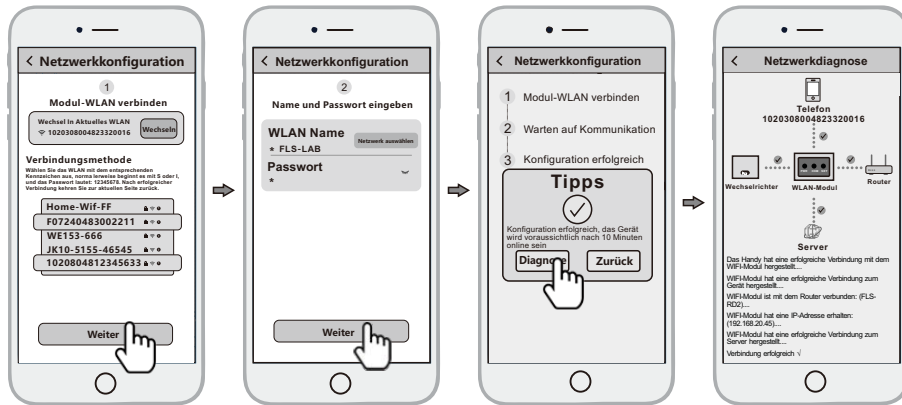 < Netzwerkkonfiguration
1
Modul-WLAN verbinden
Wechsel In Aktuelles WLAN
1020308004823320016
Wechseln
Verbindungsmethode
Wählen Sie das WLAN mit dem entsprechenden
Kennzeichen aus, norma lerweise beginnt es mit S oder I,
und das Passwort lautet: 12345678. Nach erfolgreicher
Verbindung kehren Sie zur aktuellen Seite zurück.
Home-Wif-FF
F07240483002211
WE153-666
JK10-5155-46545
1020804812345633
Weiter
< Netzwerkkonfiguration
2
Name und Passwort eingeben
WLAN Name
Netzwerk auswählen
* FLS-LAB
Passwort
*
Weiter
< Netzwerkkonfiguration
1 Modul-WLAN verbinden
2 Warten auf Kommunikation
3 Konfiguration erfolgreich
Tipps
Konfiguration erfolgreich, das Gerät
wird voraussichtlich nach 10 Minuten
online sein
Diagnose
Zurück
< Netzwerkdiagnose
Telefon
1020308004823320016
Wechselrichter
WLAN-Modul
Router
Server
Das Handy hat eine erfolgreiche Verbindung mit dem
WIFI-Modul hergestellt....
WIFI-Modul hat eine erfolgreiche Verbindung zum
Gerät hergestellt....
WIFI-Modul ist mit dem Router verbunden: (FLS-
RD2)....
WIFI-Modul hat eine IP-Adresse erhalten:
(192.168.20.45)....
WIFI-Modul hat eine erfolgreiche Verbindung zum
Server hergestellt....
Verbindung erfolgreich √